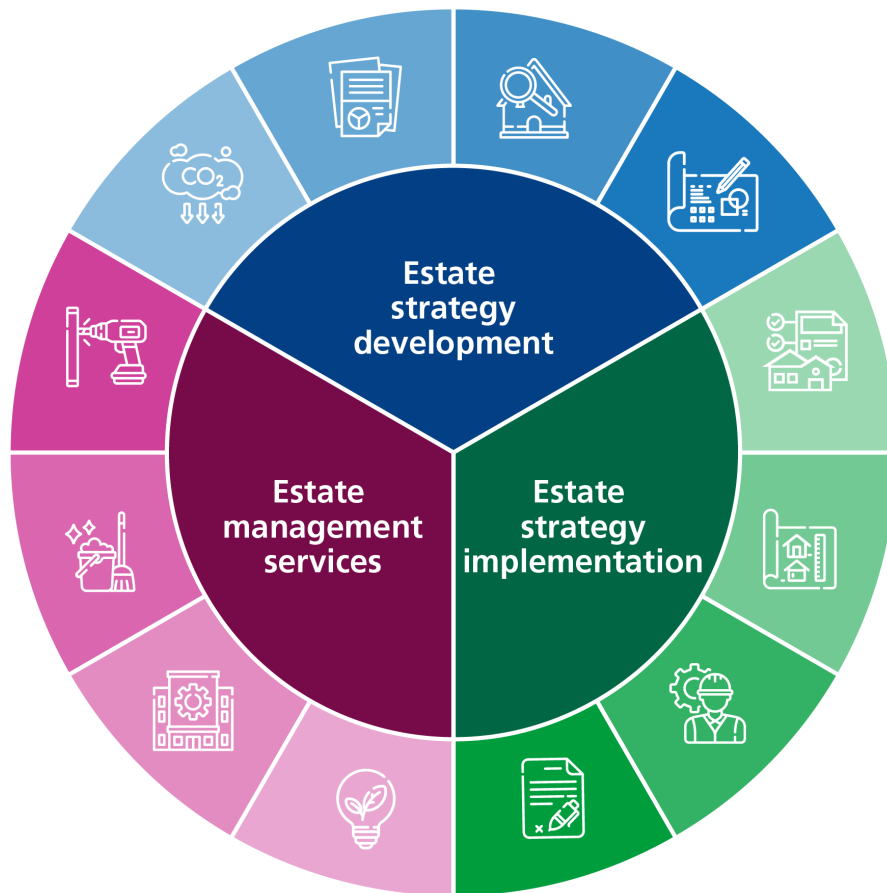 CO₂
Estate
strategy
development
Estate
management
services
Estate
strategy
implementation